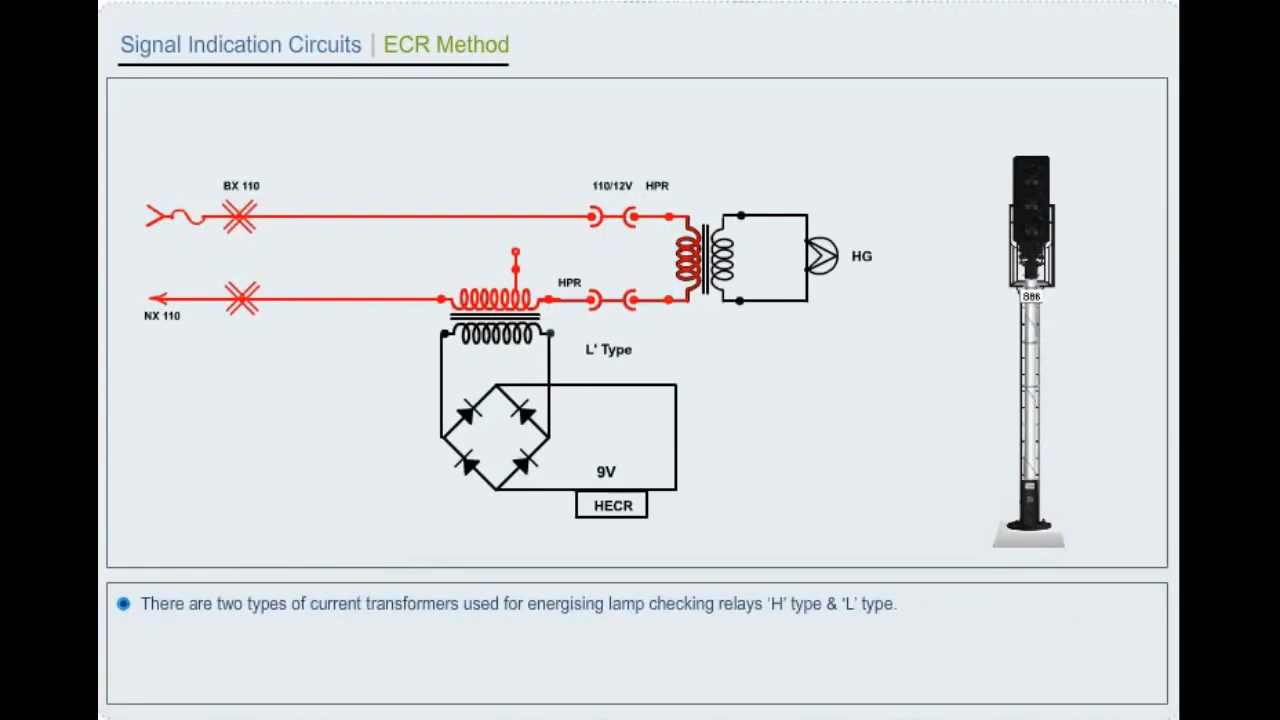 Signal Indication Circuits | ECR Method
BX 110
110/12V HPR
HG
HPR
NX 110
S86
L' Type
9V
HECR
There are two types of current transformers used for energising lamp checking relays 'H' type & 'L' type.